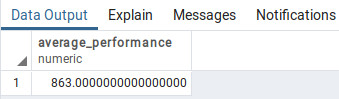 Data Output Explain Messages Notifications
average_performance
numeric
1 863.0000000000000000